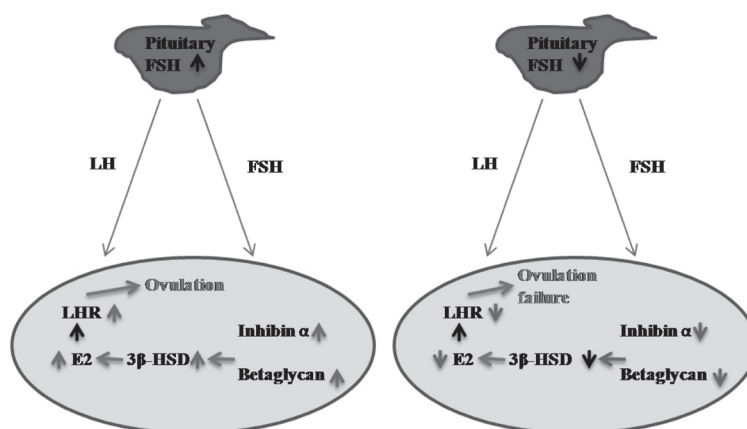 Pituitary
FSH
LH
FSH
Ovulation
LHR
Inhibin α
E2
3β-HSD
Betaglycan
Pituitary
FSH
LH
FSH
Ovulation
failure
LHR
Inhibin α
E2
3β-HSD
Betaglycan